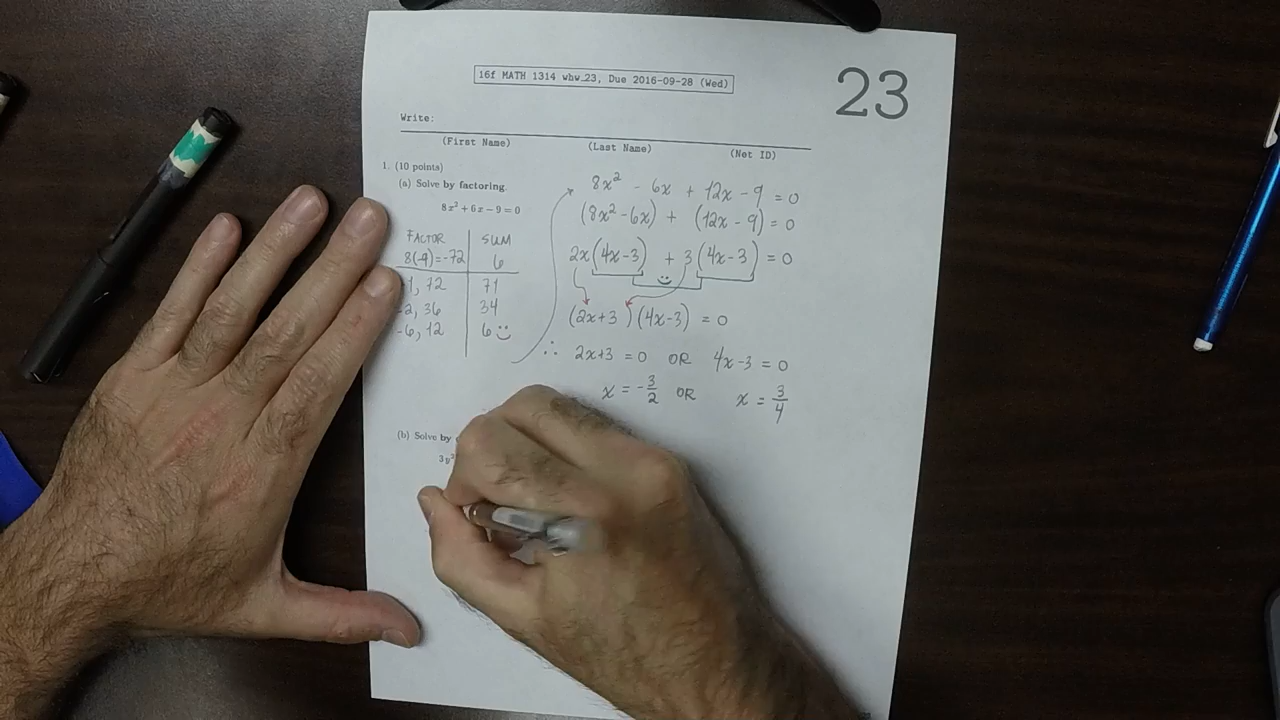 16f MATH 1314 whw_23, Due 2016-09-28 (Wed)
23
Write:
(First Name) (Last Name) (Not ID)
1. (10 points)
(a) Solve by factoring.
8x² + 6x − 9 = 0
FACTOR SUM
8(-9)=-72 6
1, 72 71
-2, 36 34
-6, 12 6 :)
8x² - 6x + 12x - 9 = 0
(8x² - 6x) + (12x - 9) = 0
2x(4x-3) + 3(4x-3) = 0
:)
(2x+3)(4x-3) = 0
∴ 2x+3 = 0 OR 4x-3 = 0
x = -3/2 OR x = 3/4
(b) Solve by
3y²